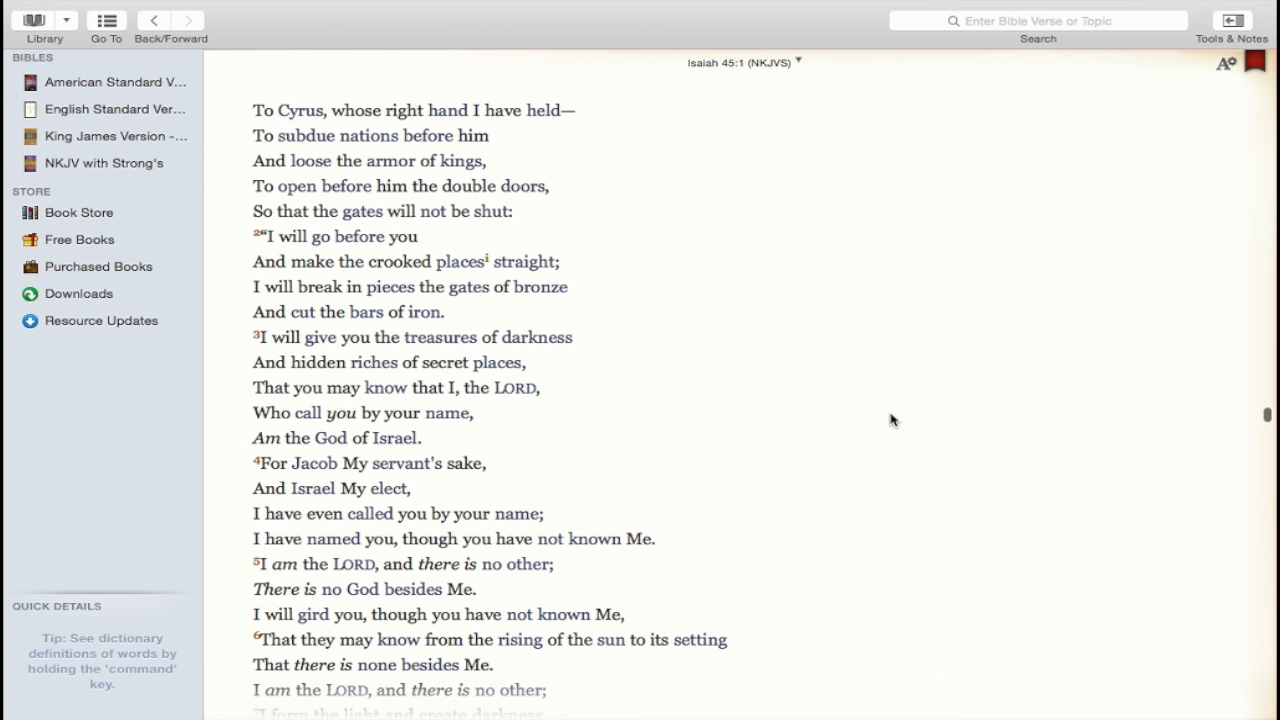 Library
Go To
Back/Forward
Enter Bible Verse or Topic
Search
Tools & Notes
BIBLES
American Standard V...
English Standard Ver...
King James Version -...
NKJV with Strong's
STORE
Book Store
Free Books
Purchased Books
Downloads
Resource Updates
QUICK DETAILS
Tip: See dictionary
definitions of words by
holding the 'command'
key.
Isaiah 45:1 (NKJVS)
To Cyrus, whose right hand I have held—
To subdue nations before him
And loose the armor of kings,
To open before him the double doors,
So that the gates will not be shut:
2“I will go before you
And make the crooked places i straight;
I will break in pieces the gates of bronze
And cut the bars of iron.
3I will give you the treasures of darkness
And hidden riches of secret places,
That you may know that I, the LORD,
Who call you by your name,
Am the God of Israel.
4For Jacob My servant's sake,
And Israel My elect,
I have even called you by your name;
I have named you, though you have not known Me.
5I am the LORD, and there is no other;
There is no God besides Me.
I will gird you, though you have not known Me,
6That they may know from the rising of the sun to its setting
That there is none besides Me.
I am the LORD, and there is no other;
7I form the light and create darkness